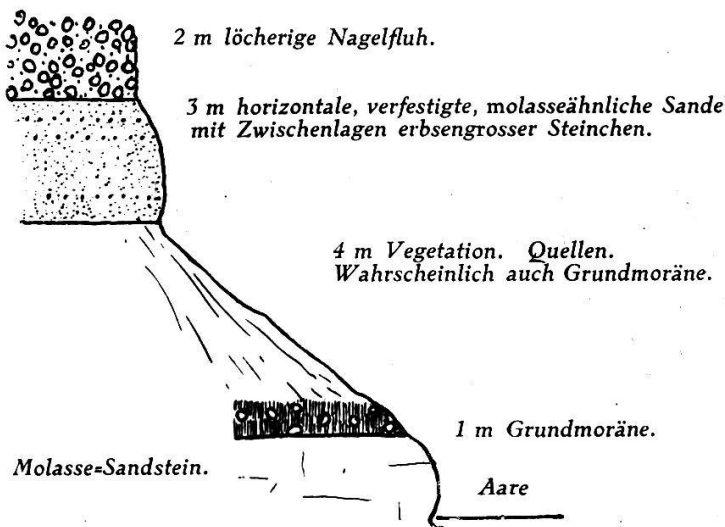 2 m löcherige Nagelfluh.
3 m horizontale, verfestigte, molasseähnliche Sande
mit Zwischenlagen erbsengrosser Steinchen.
4 m Vegetation. Quellen.
Wahrscheinlich auch Grundmoräne.
1 m Grundmoräne.
Molasse=Sandstein.
Aare